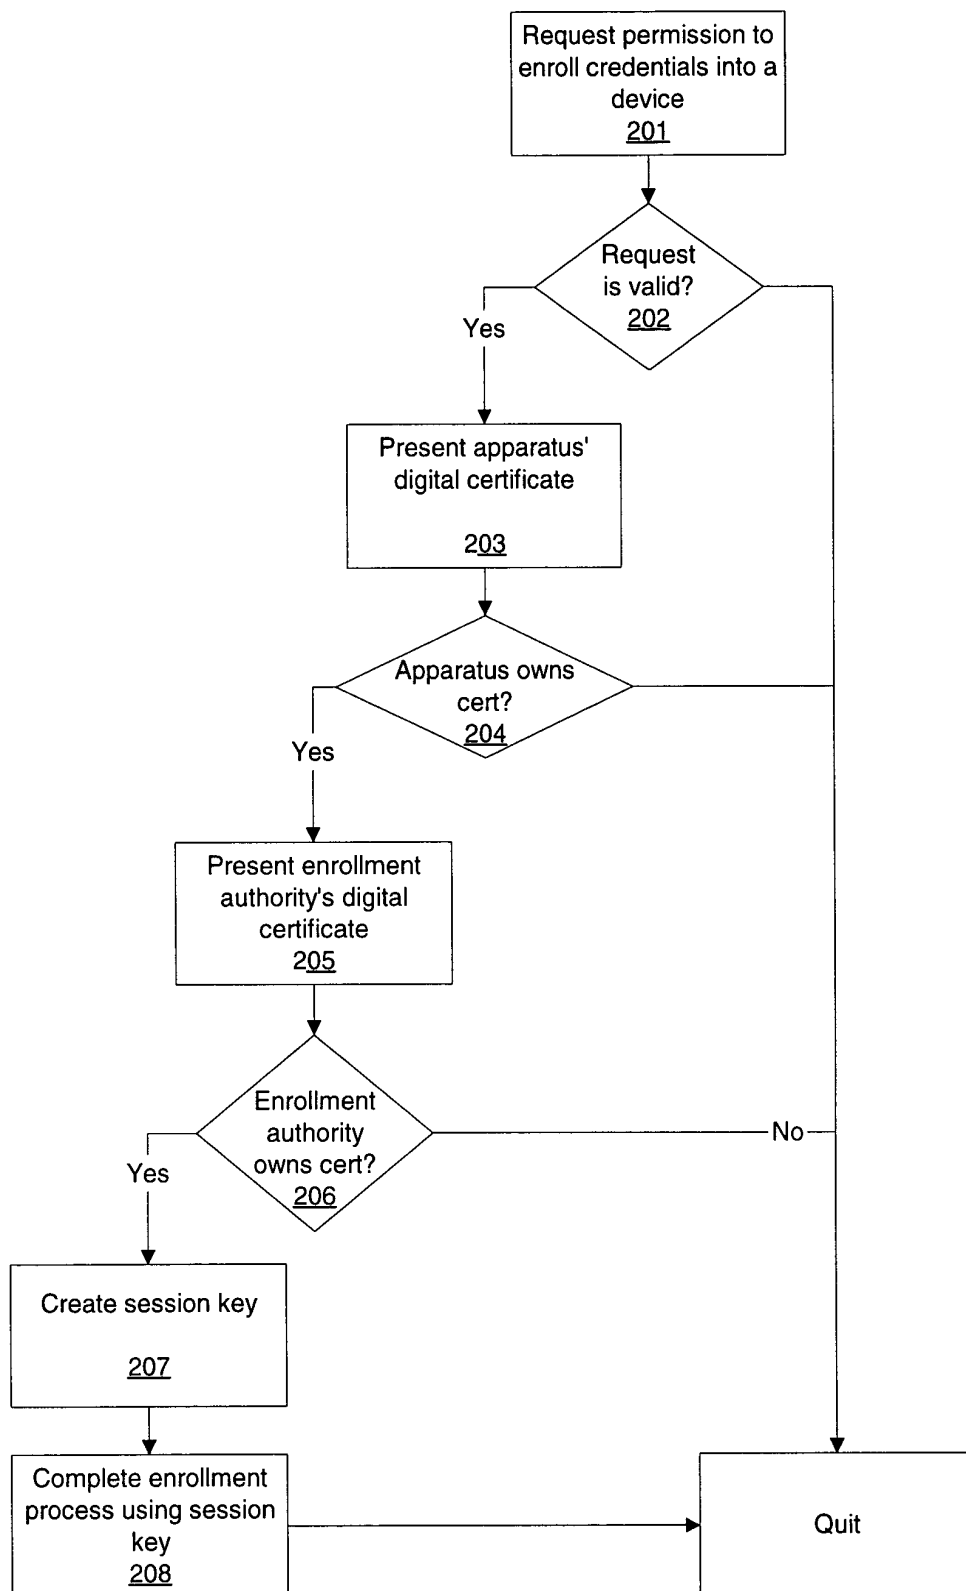 Request permission to
enroll credentials into a
device
201
Request
is valid?
202
Yes
Present apparatus'
digital certificate
203
Apparatus owns
cert?
204
Yes
Present enrollment
authority's digital
certificate
205
Enrollment
authority
owns cert?
206
No
Yes
Create session key
207
Complete enrollment
process using session
key
208
Quit